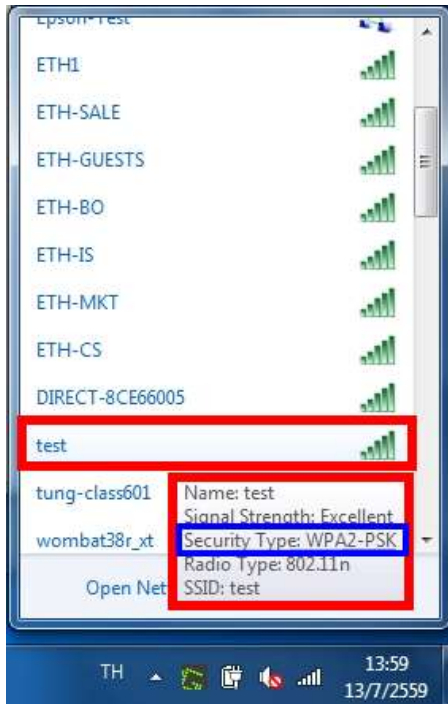 Epson-Test
ETH1
ETH-SALE
ETH-GUESTS
ETH-BO
ETH-IS
ETH-MKT
ETH-CS
DIRECT-8CE66005
test
tung-class601
Name: test
Signal Strength: Excellent
wombat38r_xt
Security Type: WPA2-PSK
Radio Type: 802.11n
Open Net
SSID: test
TH
13:59
13/7/2559